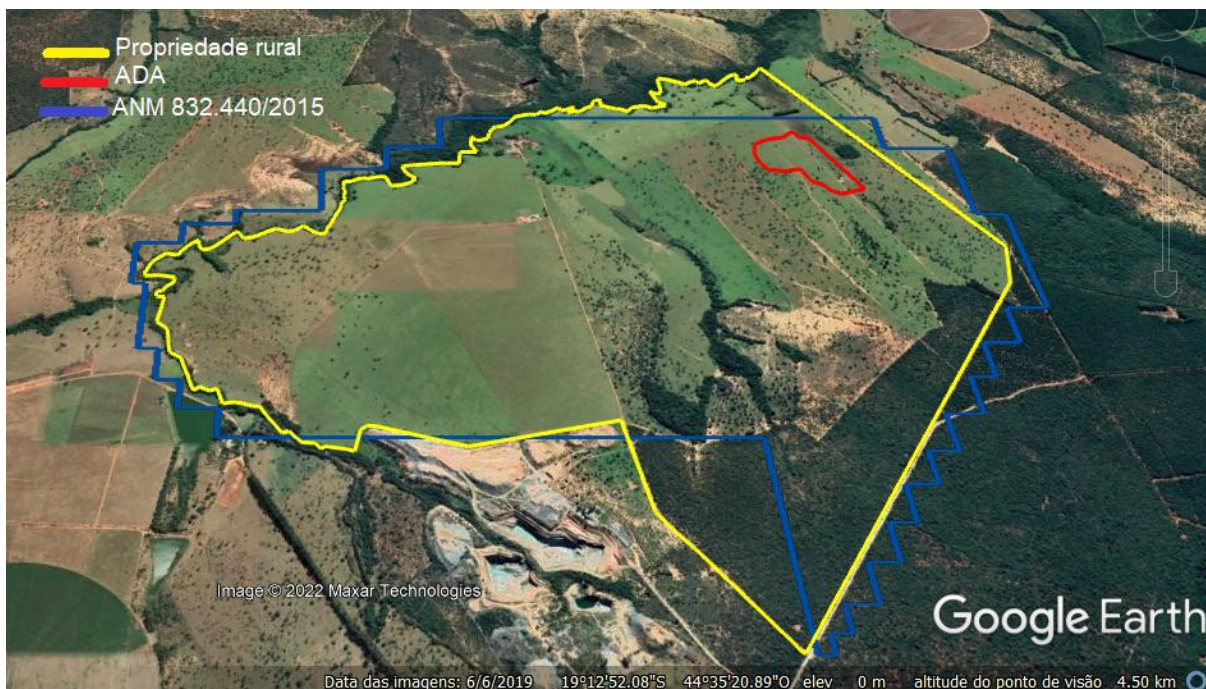 Propriedade rural
ADA
ANM 832.440/2015
Image © 2022 Maxar Technologies
Google Earth
Data das imagens: 6/6/2019 19°12'52.08"S 44°35'20.89"O elev 0 m altitude do ponto de visão 4.50 km